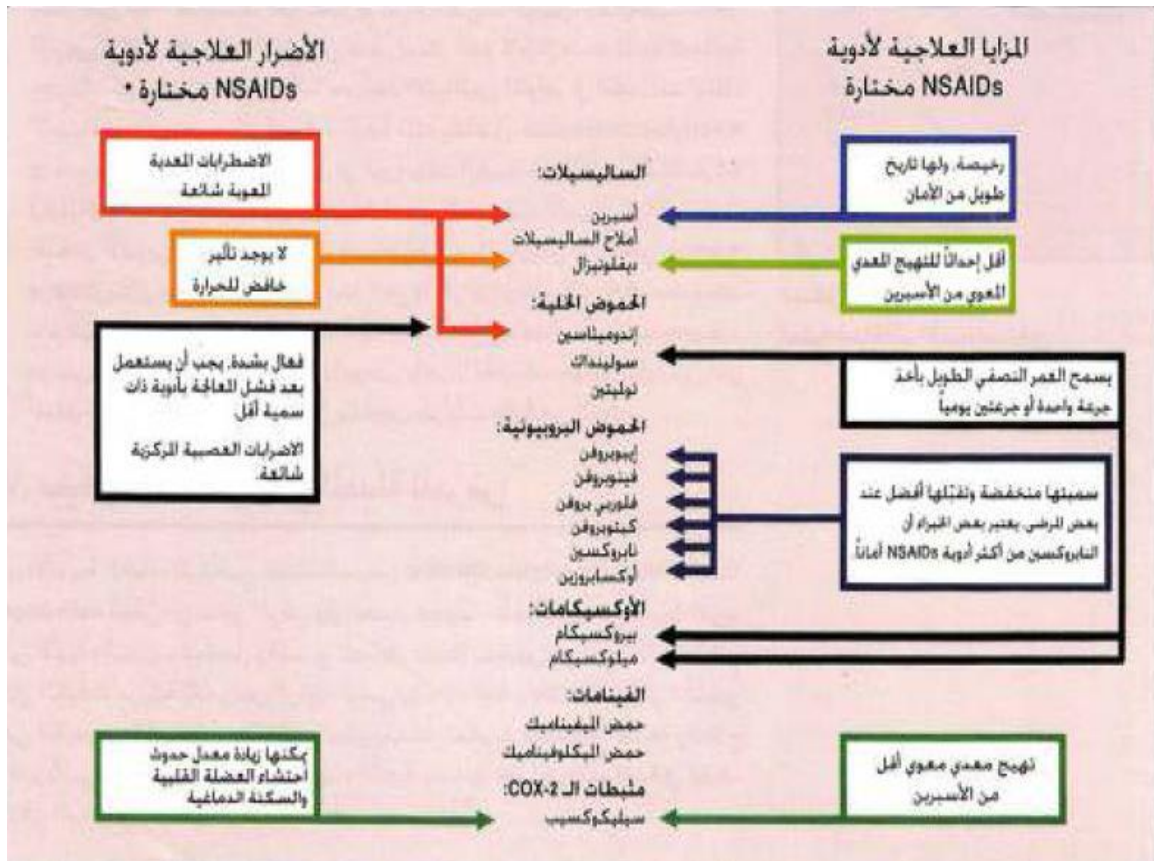 المزايا العلاجية لأدوية
NSAIDs مختارة
الأضرار العلاجية لأدوية
NSAIDs مختارة *
رخيصة، ولها تاريخ
طويل من الأمان
أقل إحداثاً للتهيج المعدي
المعوي من الأسبرين
يسمح العمر النصفي الطويل بأخذ
جرعة واحدة أو جرعتين يومياً
سميتها منخفضة وتقبّلها أفضل عند
بعض المرضى. يعتبر بعض الخبراء أن
النابروكسين من أكثر أدوية NSAIDs أماناً.
تهيج معدي معوي أقل
من الأسبرين
الساليسيلات:
أسبرين
أملاح الساليسيلات
ديفلونيزال
الحموض الخلية:
إندوميثاسين
سولينداك
توليتين
الحموض البروبيونية:
إيبوبروفن
فينوبروفن
فلوربي بروفن
كيتوبروفن
نابروكسين
أوكسابروزين
الأوكسيكامات:
بيروكسيكام
ميلوكسيكام
الفينامات:
حمض الميفيناميك
حمض الميكلوفيناميك
مثبطات الـ COX-2:
سيليكوكسيب
الاضطرابات المعدية
المعوية شائعة
لا يوجد تأثير
خافض للحرارة
فعال بشدة. يجب أن يستعمل
بعد فشل المعالجة بأدوية ذات
سمية أقل.
الاضرابات العصبية المركزية
شائعة.
يمكنها زيادة معدل حدوث
احتشاء العضلة القلبية
والسكتة الدماغية